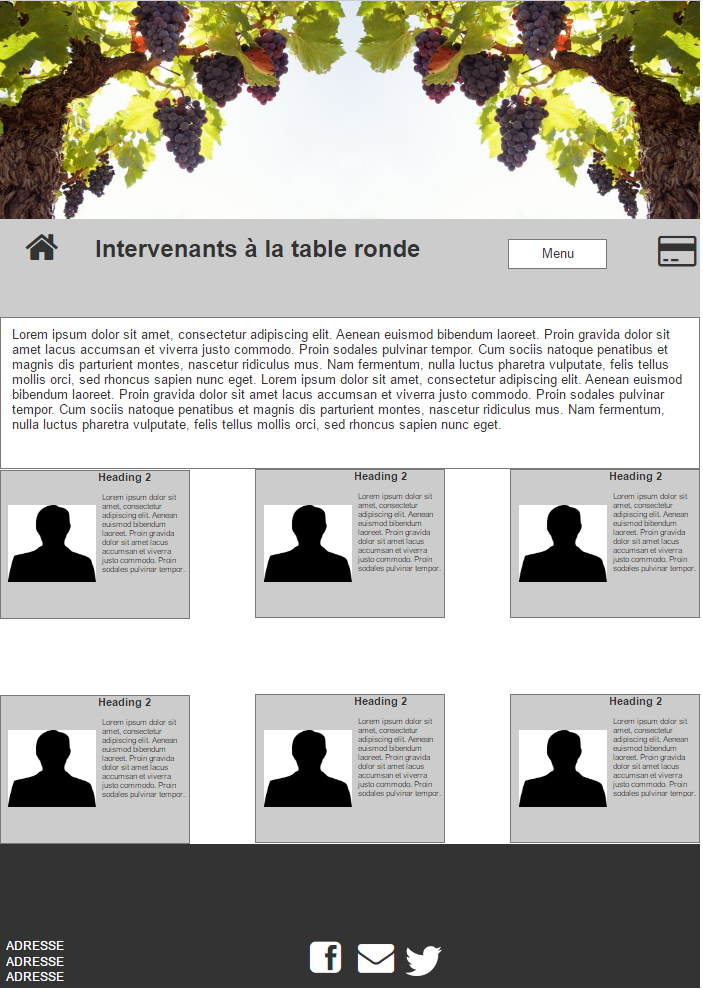 Intervenants à la table ronde
Menu
Lorem ipsum dolor sit amet, consectetur adipiscing elit. Aenean euismod bibendum laoreet. Proin gravida dolor sit
amet lacus accumsan et viverra justo commodo. Proin sodales pulvinar tempor. Cum sociis natoque penatibus et
magnis dis parturient montes, nascetur ridiculus mus. Nam fermentum, nulla luctus pharetra vulputate, felis tellus
mollis orci, sed rhoncus sapien nunc eget. Lorem ipsum dolor sit amet, consectetur adipiscing elit. Aenean euismod
bibendum laoreet. Proin gravida dolor sit amet lacus accumsan et viverra justo commodo. Proin sodales pulvinar
tempor. Cum sociis natoque penatibus et magnis dis parturient montes, nascetur ridiculus mus. Nam fermentum,
nulla luctus pharetra vulputate, felis tellus mollis orci, sed rhoncus sapien nunc eget.
Heading 2
Lorem ipsum dolor sit
amet, consectetur
adipiscing elit. Aenean
euismod bibendum
laoreet. Proin gravida
dolor sit amet lacus
accumsan et viverra
justo commodo. Proin
sodales pulvinar tempor.
Heading 2
Lorem ipsum dolor sit
amet, consectetur
adipiscing elit. Aenean
euismod bibendum
laoreet. Proin gravida
dolor sit amet lacus
accumsan et viverra
justo commodo. Proin
sodales pulvinar tempor.
Heading 2
Lorem ipsum dolor sit
amet, consectetur
adipiscing elit. Aenean
euismod bibendum
laoreet. Proin gravida
dolor sit amet lacus
accumsan et viverra
justo commodo. Proin
sodales pulvinar tempor.
Heading 2
Lorem ipsum dolor sit
amet, consectetur
adipiscing elit. Aenean
euismod bibendum
laoreet. Proin gravida
dolor sit amet lacus
accumsan et viverra
justo commodo. Proin
sodales pulvinar tempor.
Heading 2
Lorem ipsum dolor sit
amet, consectetur
adipiscing elit. Aenean
euismod bibendum
laoreet. Proin gravida
dolor sit amet lacus
accumsan et viverra
justo commodo. Proin
sodales pulvinar tempor.
Heading 2
Lorem ipsum dolor sit
amet, consectetur
adipiscing elit. Aenean
euismod bibendum
laoreet. Proin gravida
dolor sit amet lacus
accumsan et viverra
justo commodo. Proin
sodales pulvinar tempor.
ADRESSE
ADRESSE
ADRESSE